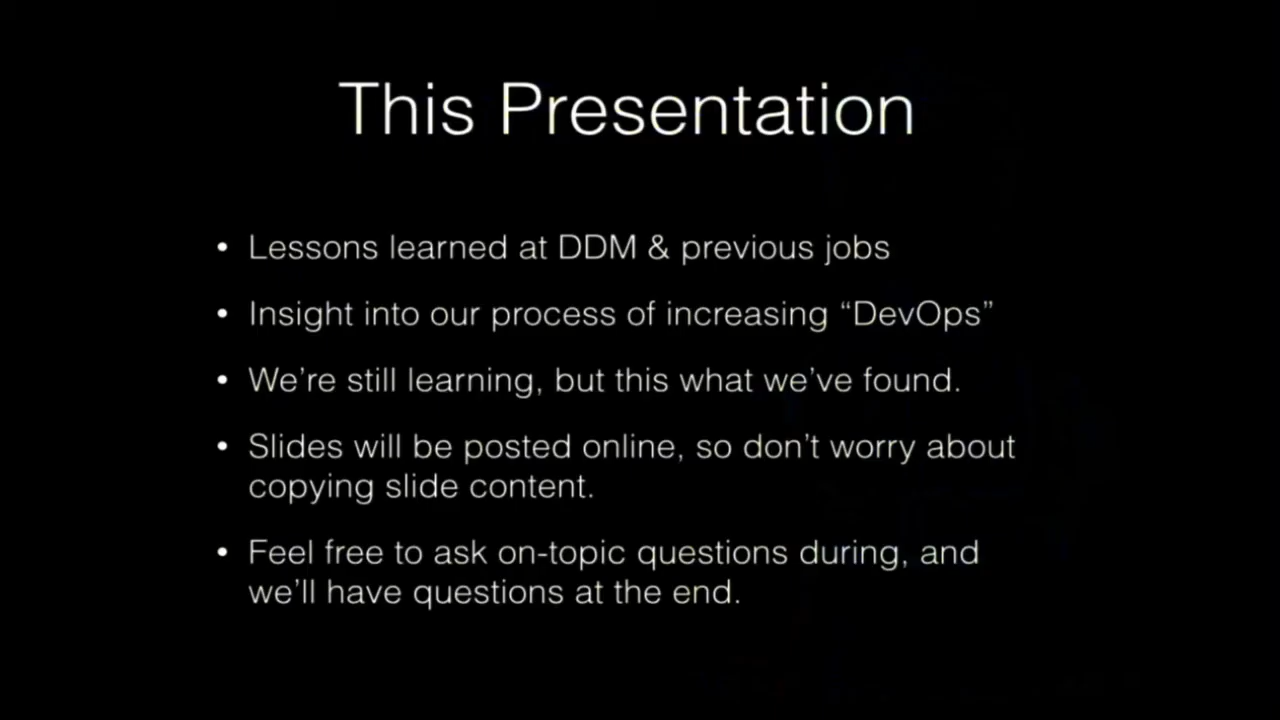 This Presentation
• Lessons learned at DDM & previous jobs
• Insight into our process of increasing “DevOps”
• We’re still learning, but this what we’ve found.
• Slides will be posted online, so don’t worry about
copying slide content.
• Feel free to ask on-topic questions during, and
we’ll have questions at the end.